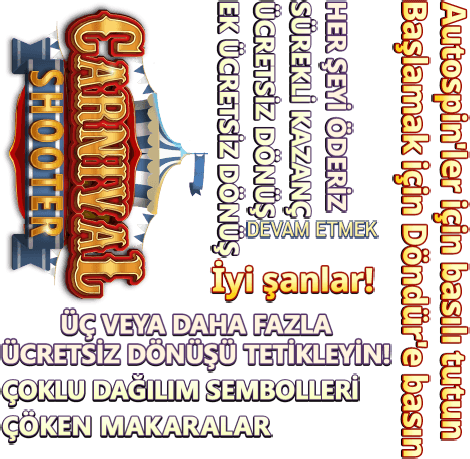 CARNIVAL
SHOOTER
HER ŞEYİ ÖDERİZ
SÜREKLİ KAZANÇ
ÜCRETSİZ DÖNÜŞ
EK ÜCRETSİZ DÖNÜŞ
DEVAM ETMEK
Autospin'ler için basılı tutun
Başlamak için Döndür'e basın
İyi şanlar!
ÜÇ VEYA DAHA FAZLA
ÜCRETSİZ DÖNÜŞÜ TETİKLEYİN!
ÇOKLU DAĞILIM SEMBOLLERİ
ÇÖKEN MAKARALAR